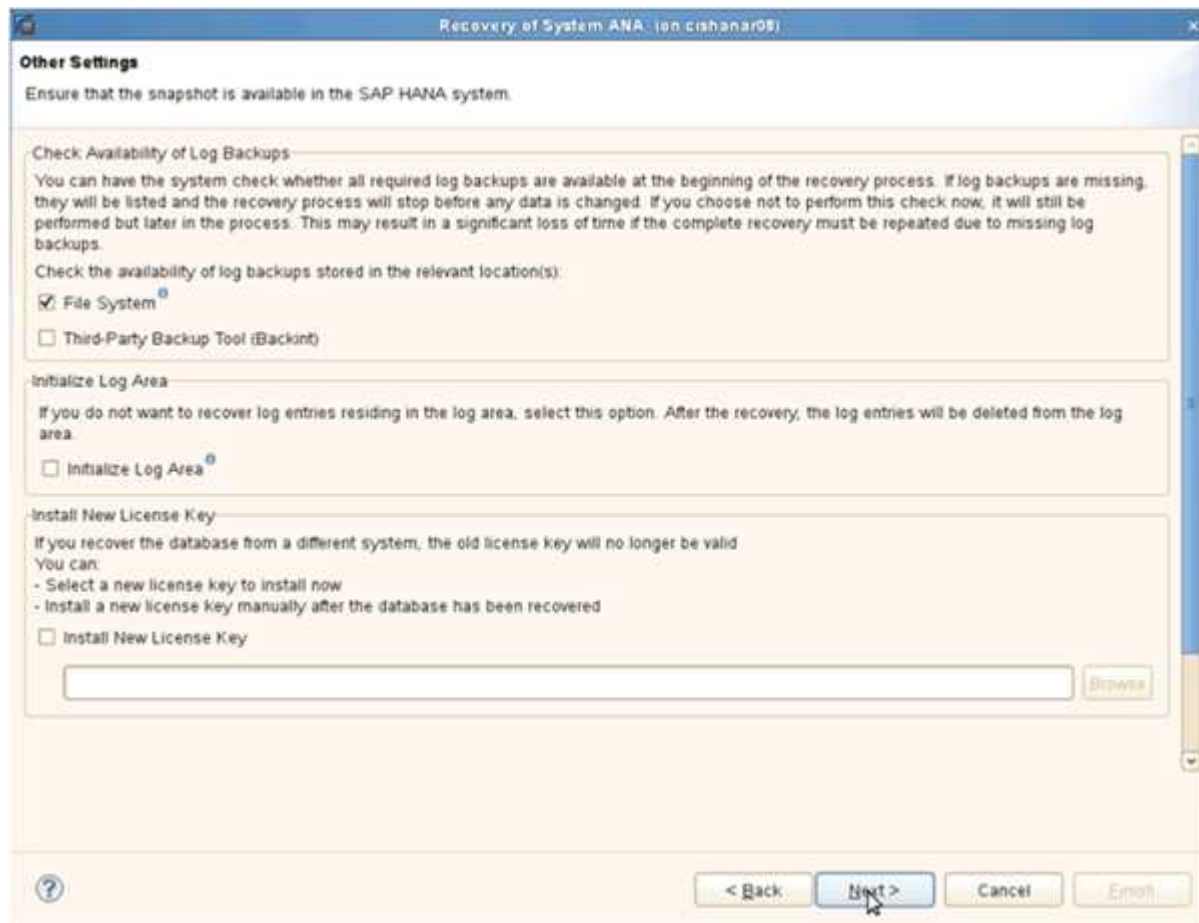 Recovery of System ANA (on cishanar08)
Other Settings
Ensure that the snapshot is available in the SAP HANA system.
Check Availability of Log Backups
You can have the system check whether all required log backups are available at the beginning of the recovery process. If log backups are missing,
they will be listed and the recovery process will stop before any data is changed. If you choose not to perform this check now, it will still be
performed but later in the process. This may result in a significant loss of time if the complete recovery must be repeated due to missing log
backups.
Check the availability of log backups stored in the relevant location(s):
File System
Third-Party Backup Tool (Backint)
Initialize Log Area
If you do not want to recover log entries residing in the log area, select this option. After the recovery, the log entries will be deleted from the log
area.
Initialize Log Area
Install New License Key
If you recover the database from a different system, the old license key will no longer be valid
You can:
- Select a new license key to install now
- Install a new license key manually after the database has been recovered
Install New License Key
Browse
? < Back Next > Cancel Finish